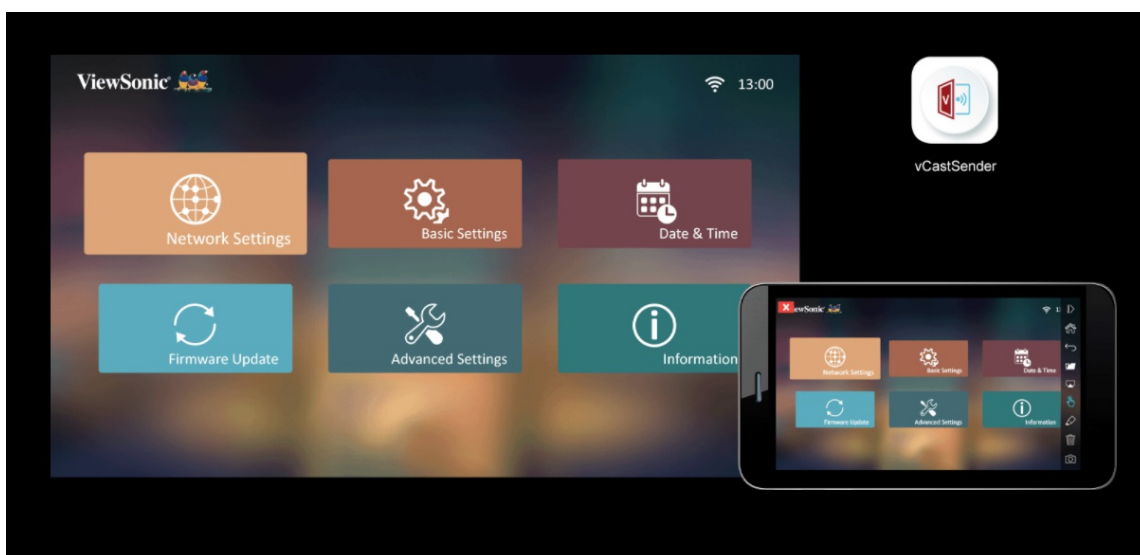 ViewSonic
13:00
Network Settings
Basic Settings
Date & Time
Firmware Update
Advanced Settings
Information
vCastSender
ewSonic
Network Settings
Basic Settings
Date & Time
Firmware Update
Advanced Settings
Information